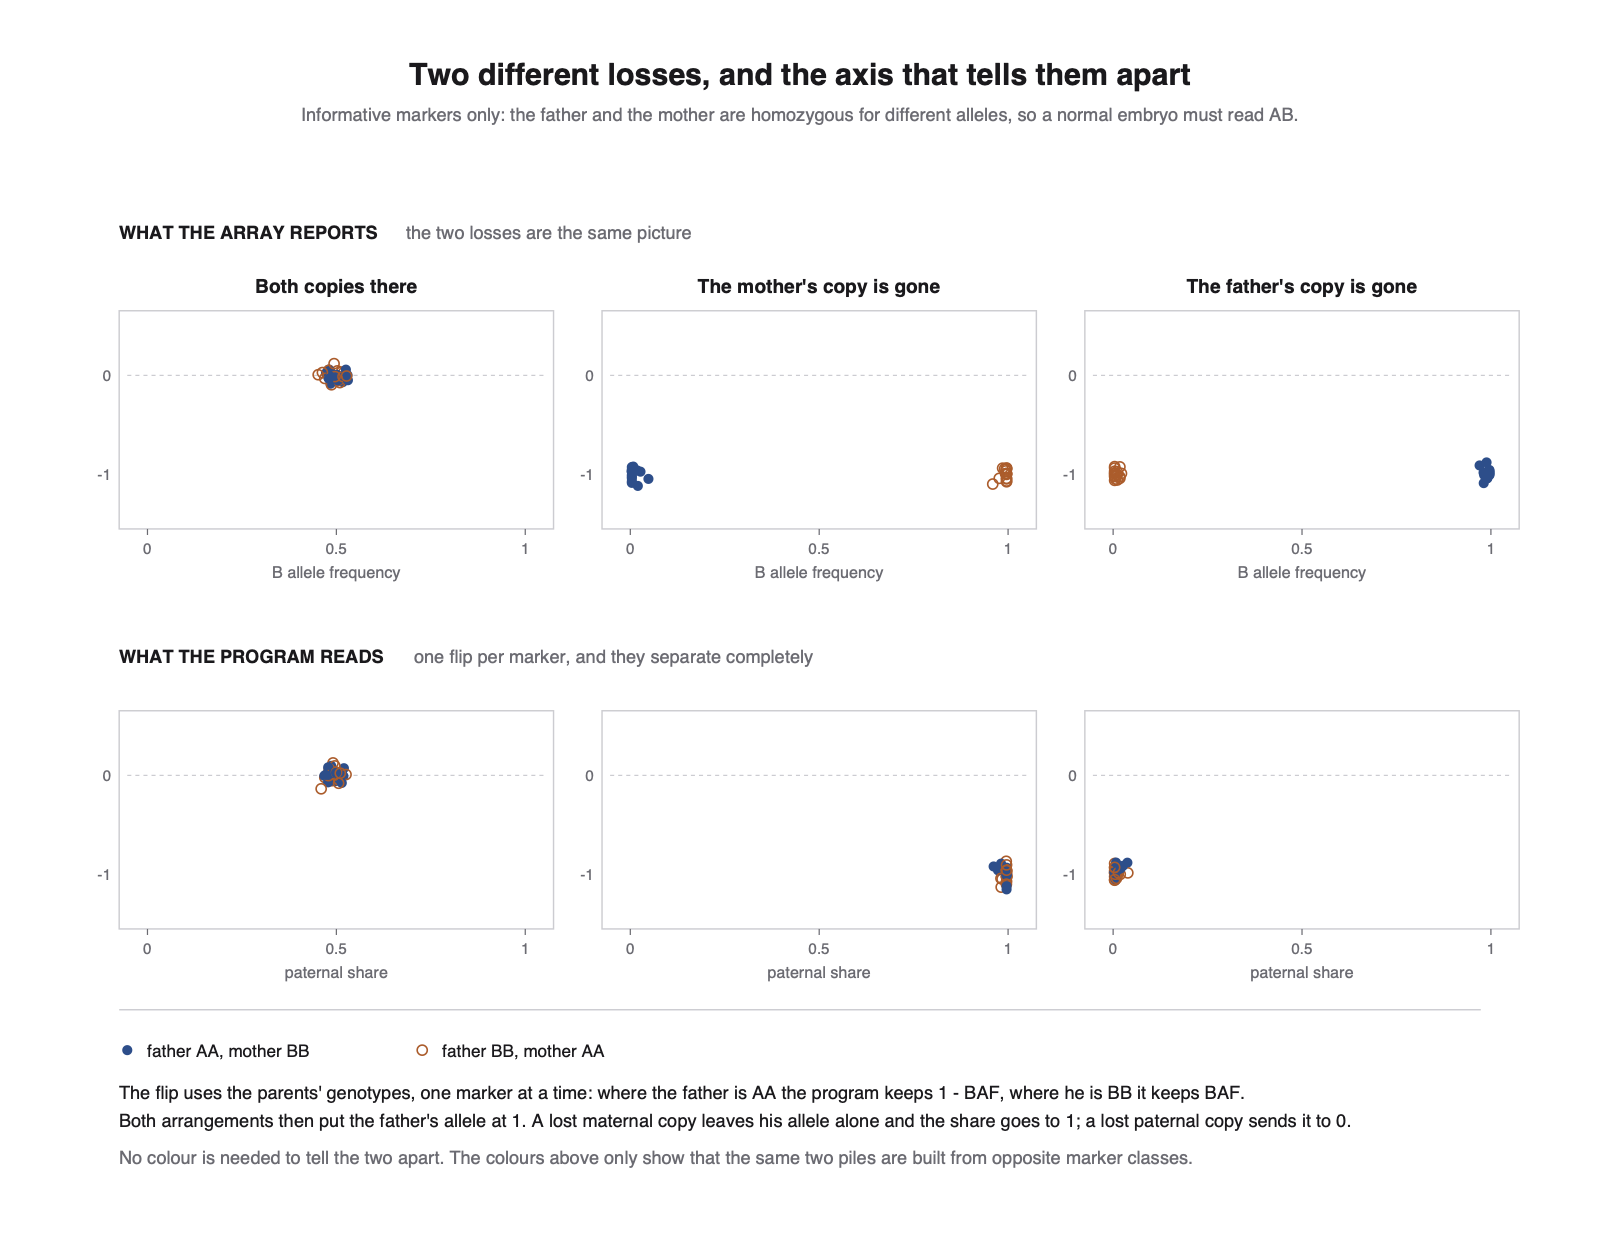 Two different losses, and the axis that tells them apart
Informative markers only: the father and the mother are homozygous for different alleles, so a normal embryo must read AB.
WHAT THE ARRAY REPORTS the two losses are the same picture
Both copies there
The mother's copy is gone
The father's copy is gone
0
-1
0 0.5 1
B allele frequency
0
-1
0 0.5 1
B allele frequency
0
-1
0 0.5 1
B allele frequency
WHAT THE PROGRAM READS one flip per marker, and they separate completely
0
-1
0 0.5 1
paternal share
0
-1
0 0.5 1
paternal share
0
-1
0 0.5 1
paternal share
father AA, mother BB
father BB, mother AA
The flip uses the parents' genotypes, one marker at a time: where the father is AA the program keeps 1 - BAF, where he is BB it keeps BAF.
Both arrangements then put the father's allele at 1. A lost maternal copy leaves his allele alone and the share goes to 1; a lost paternal copy sends it to 0.
No colour is needed to tell the two apart. The colours above only show that the same two piles are built from opposite marker classes.